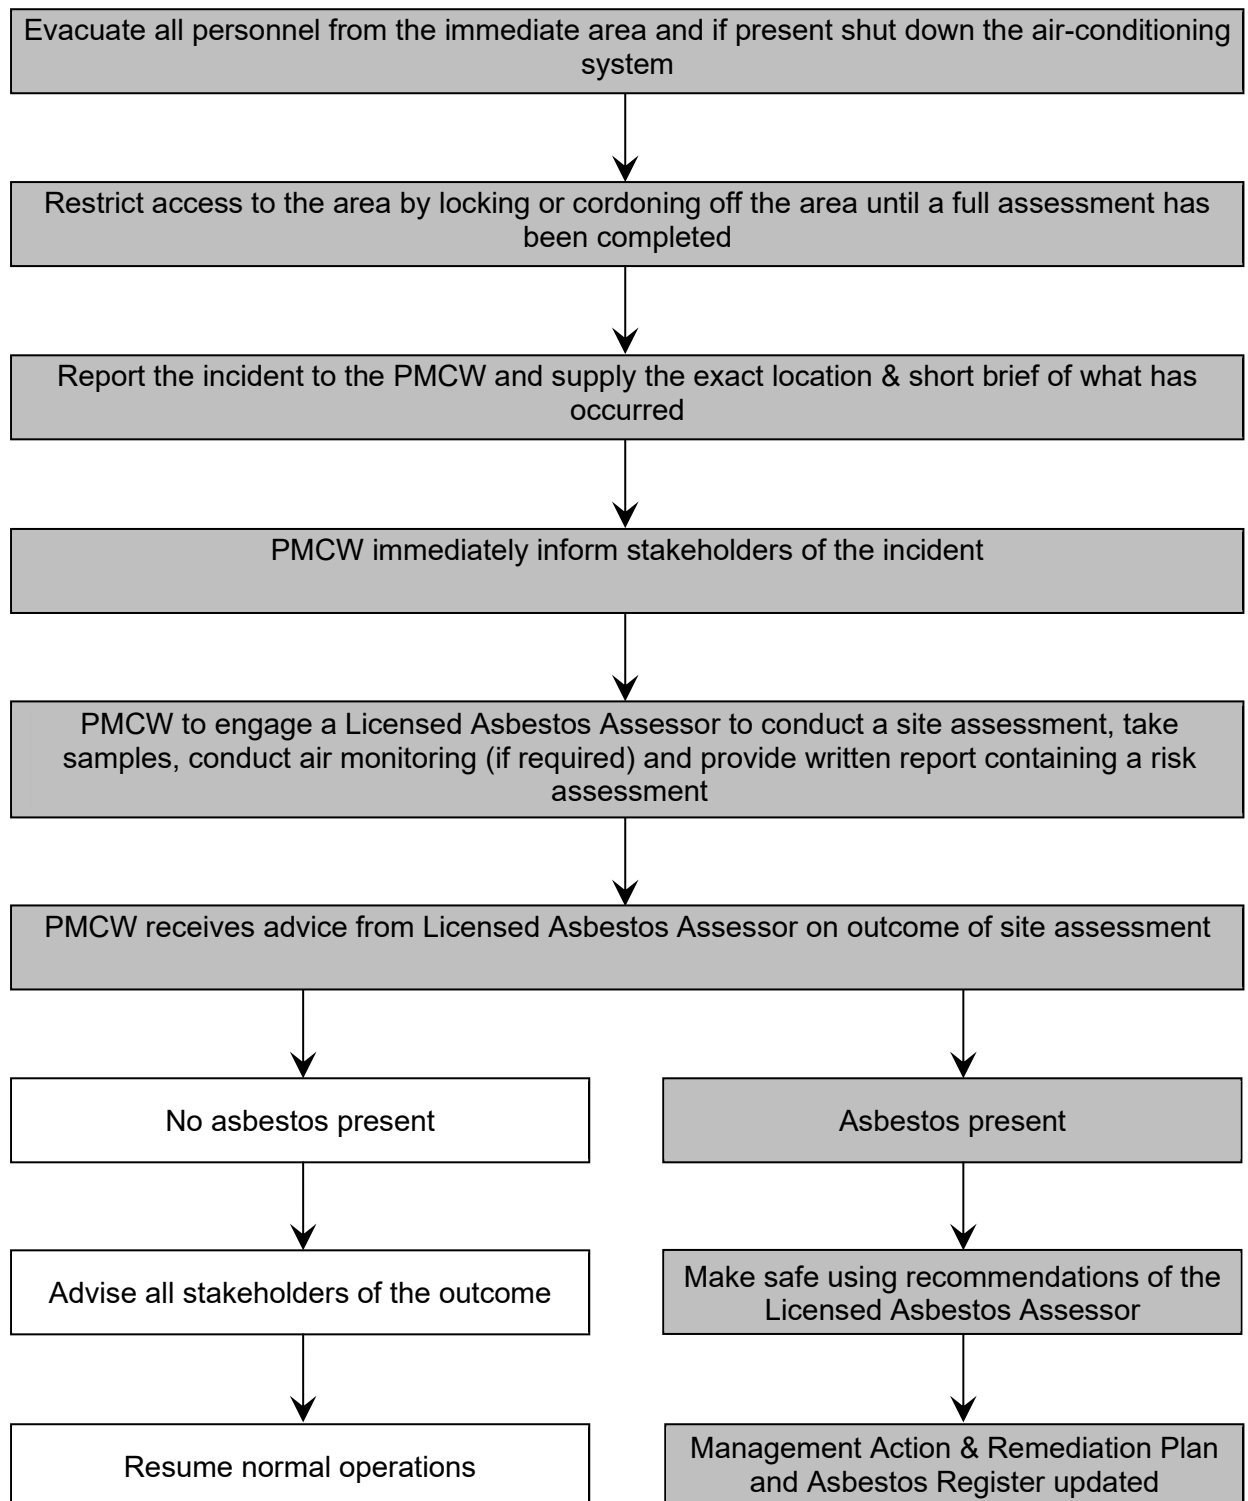 Evacuate all personnel from the immediate area and if present shut down the air-conditioning
system
Restrict access to the area by locking or cordoning off the area until a full assessment has
been completed
Report the incident to the PMCW and supply the exact location & short brief of what has
occurred
PMCW immediately inform stakeholders of the incident
PMCW to engage a Licensed Asbestos Assessor to conduct a site assessment, take
samples, conduct air monitoring (if required) and provide written report containing a risk
assessment
PMCW receives advice from Licensed Asbestos Assessor on outcome of site assessment
No asbestos present
Advise all stakeholders of the outcome
Resume normal operations
Asbestos present
Make safe using recommendations of the
Licensed Asbestos Assessor
Management Action & Remediation Plan
and Asbestos Register updated